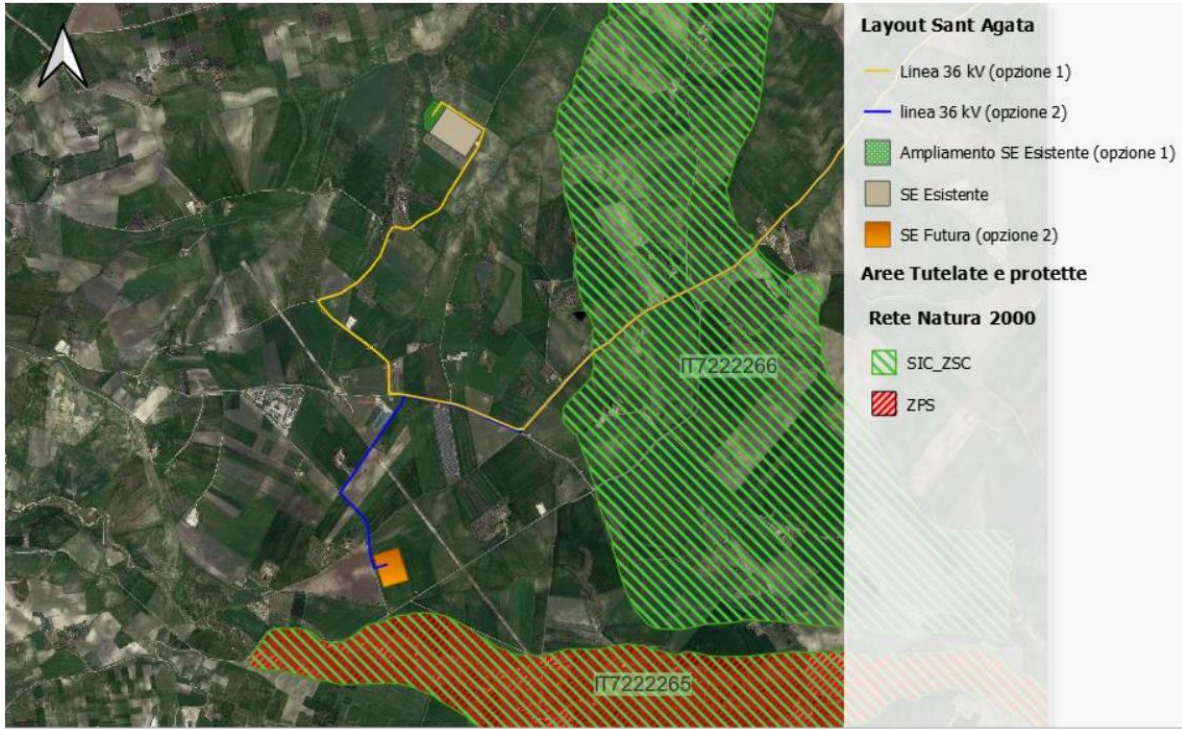 Layout Sant Agata
Linea 36 kV (opzione 1)
linea 36 kV (opzione 2)
Ampliamento SE Esistente (opzione 1)
SE Esistente
SE Futura (opzione 2)
Aree Tutelate e protette
Rete Natura 2000
SIC_ZSC
ZPS
IT7222266
IT7222265